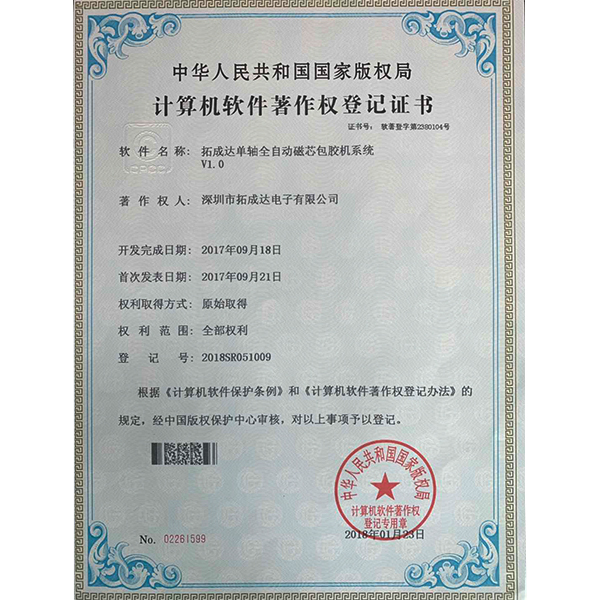 中华人民共和国国家版权局
计算机软件著作权登记证书
证书号: 软著登字第2380104号
软件名称: 拓成达单轴全自动磁芯包胶机系统
V1.0
著作权人: 深圳市拓成达电子有限公司
开发完成日期: 2017年09月18日
首次发表日期: 2017年09月21日
权利取得方式: 原始取得
权利范围: 全部权利
登记号: 2018SR051009
根据《计算机软件保护条例》和《计算机软件著作权登记办法》的
规定,经中国版权保护中心审核,对以上事项予以登记。
中华人民共和国国家版权局
计算机软件著作权
登记专用章
2018年01月23日
No. 02261599